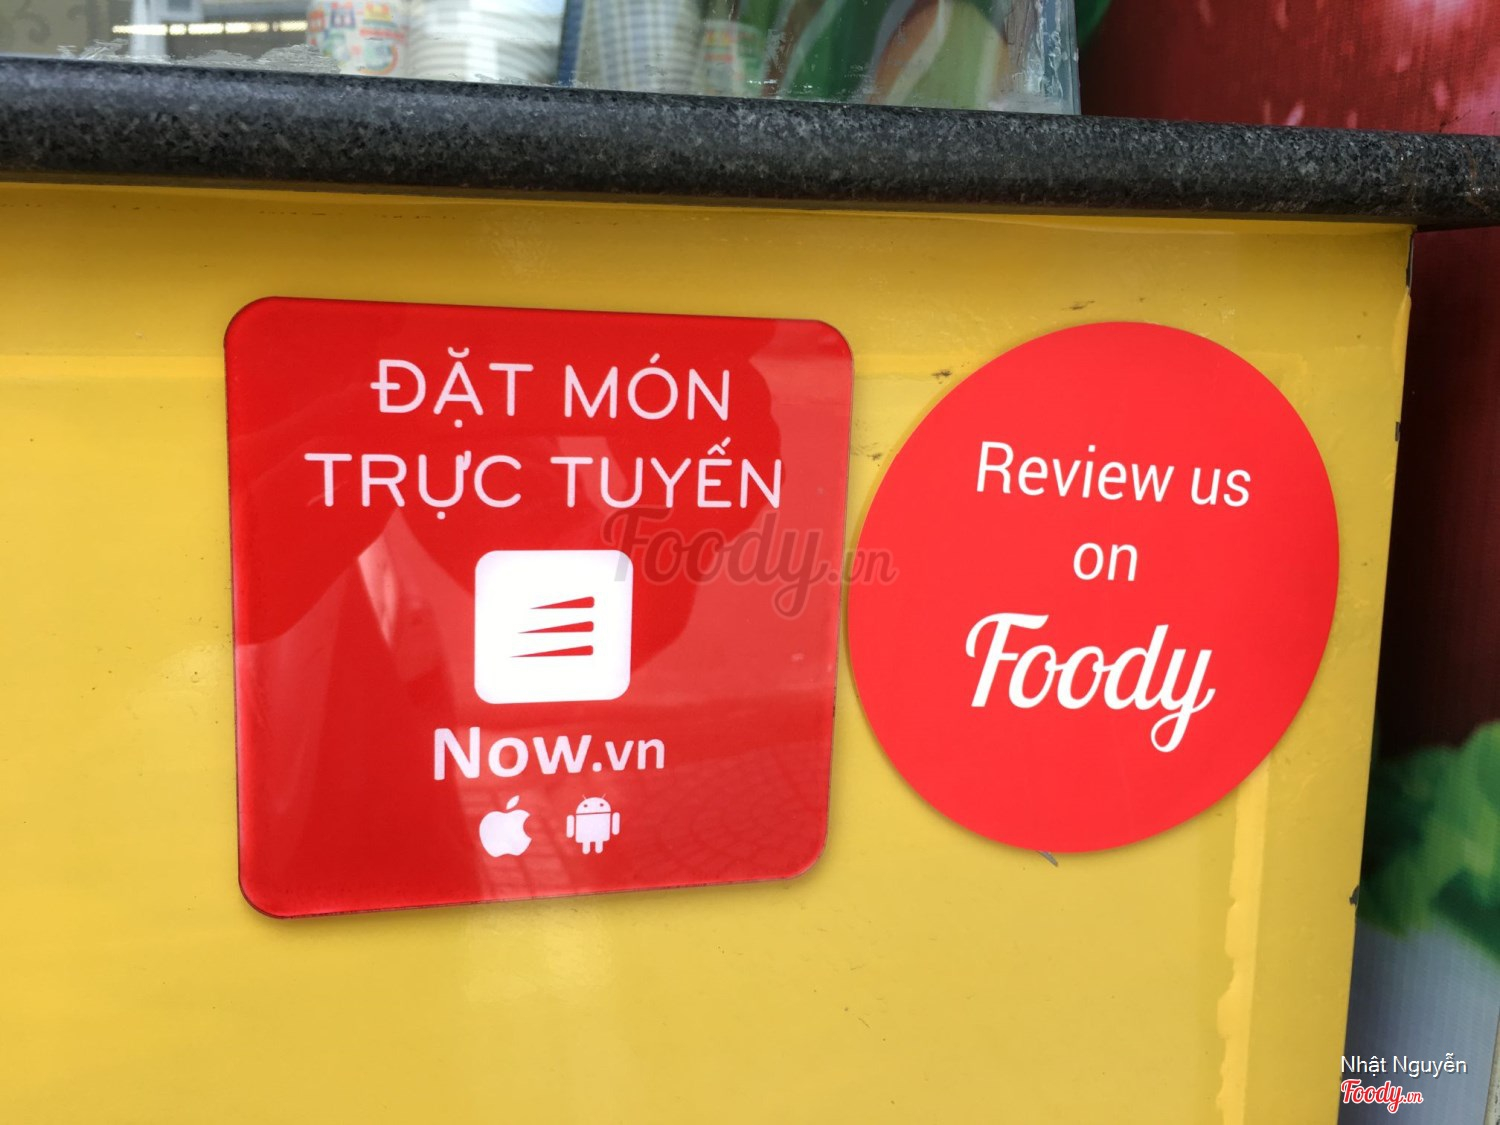 ĐẶT MÓN
TRỰC TUYẾN
Now.vn
Review us
on
Foody
Foody.vn
Nhật Nguyễn
Foody.vn